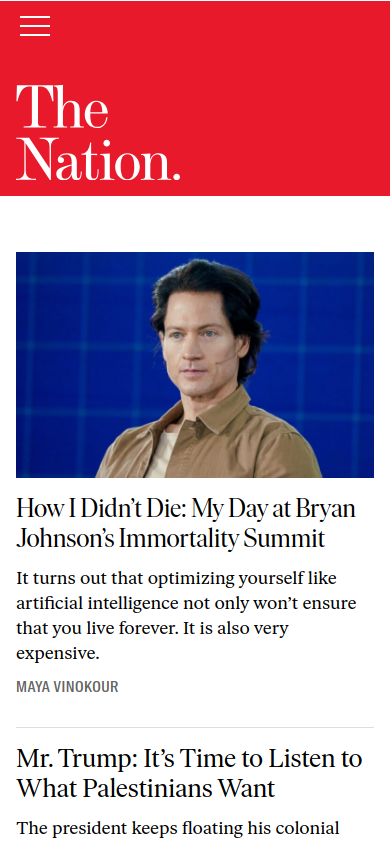 The
Nation.
How I Didn’t Die: My Day at Bryan
Johnson’s Immortality Summit
It turns out that optimizing yourself like
artificial intelligence not only won’t ensure
that you live forever. It is also very
expensive.
MAYA VINOKOUR
Mr. Trump: It’s Time to Listen to
What Palestinians Want
The president keeps floating his colonial